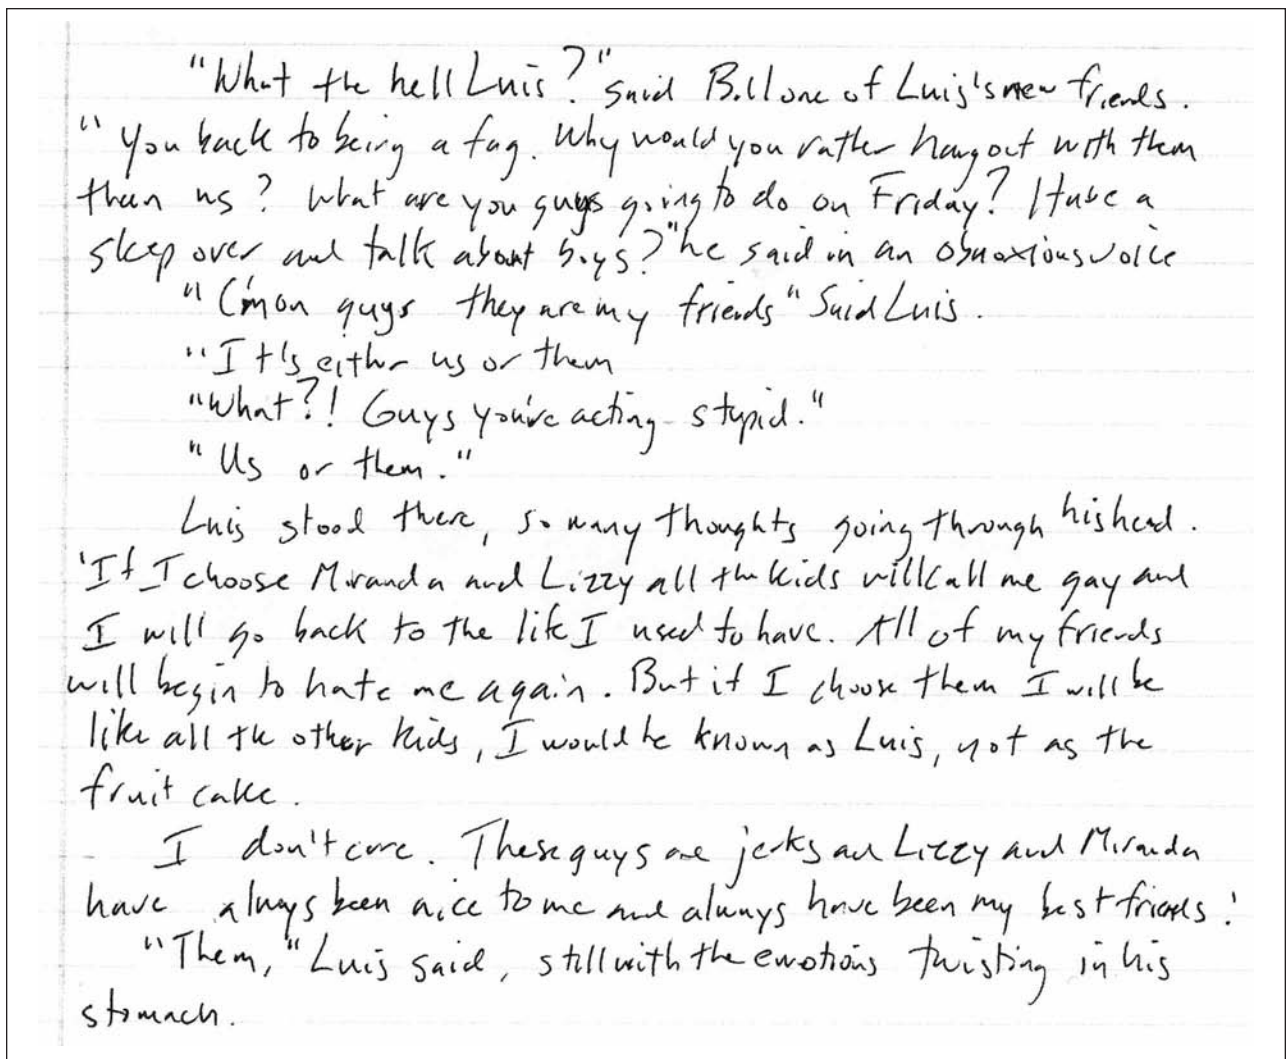 "What the hell Luis?" said Bill one of Luis's new friends.
"You back to being a fag. Why would you rather hang out with them
than us? What are you guys going to do on Friday? Have a
sleep over and talk about boys?" he said in an obnoxious voice
"C'mon guys they are my friends" Said Luis.
"It's either us or them
"What?! Guys you're acting stupid."
"Us or them."
Luis stood there, so many thoughts going through his head.
'If I choose Miranda and Lizzy all the kids will call me gay and
I will go back to the life I used to have. All of my friends
will begin to hate me again. But if I choose them I will be
like all the other kids, I would be known as Luis, not as the
fruit cake.
I don't care. These guys are jerks and Lizzy and Miranda
have always been nice to me and always have been my best friends.'
"Them," Luis said, still with the emotions twisting in his
stomach.